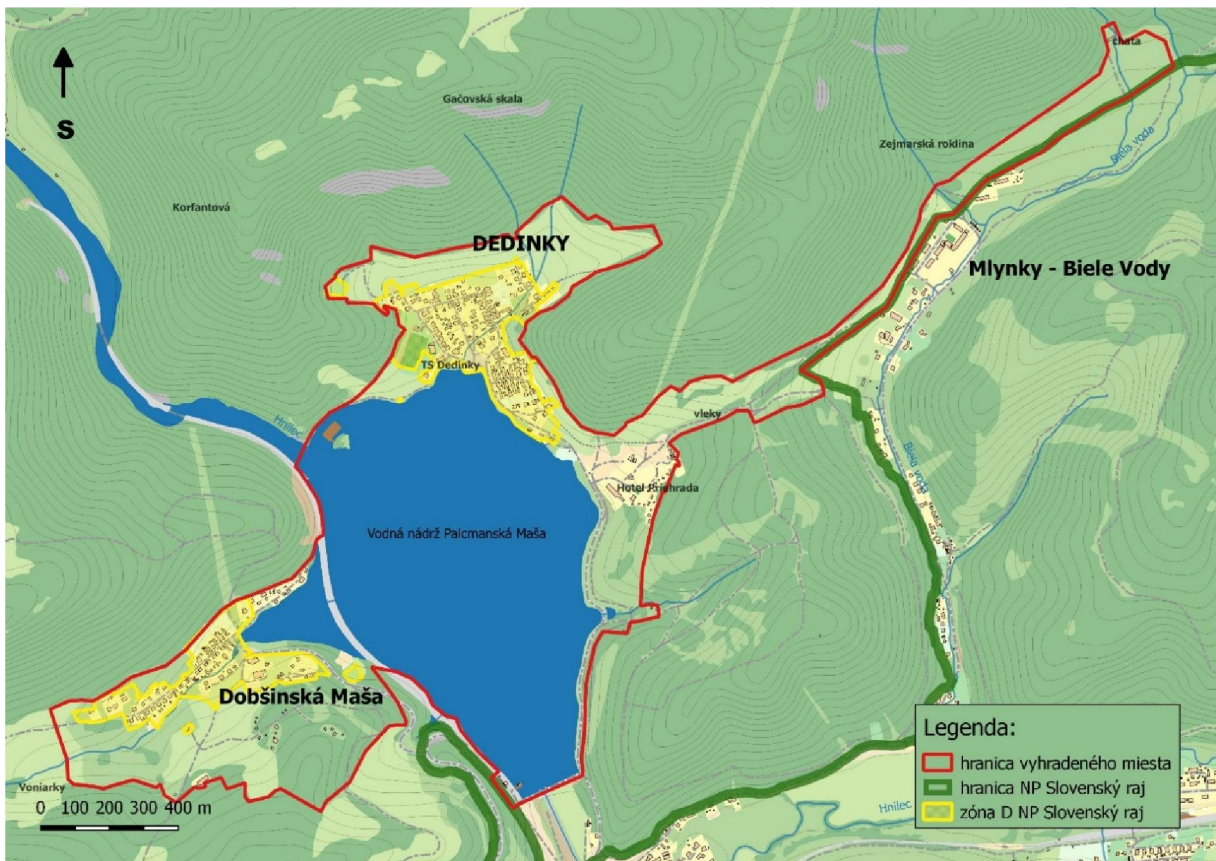 S
chata
Gačovská skala
Zejmarská roklina
Biela voda
Korfantová
DEDINKY
Mlynky - Biele Vody
TS Dedinky
vleky
Hnilec
Hotel Priehrada
Biela voda
Vodná nádrž Palcmanská Maša
Dobšinská Maša
Voniarky
0 100 200 300 400 m
Hnilec
Legenda:
hranica vyhradeného miesta
hranica NP Slovenský raj
zóna D NP Slovenský raj